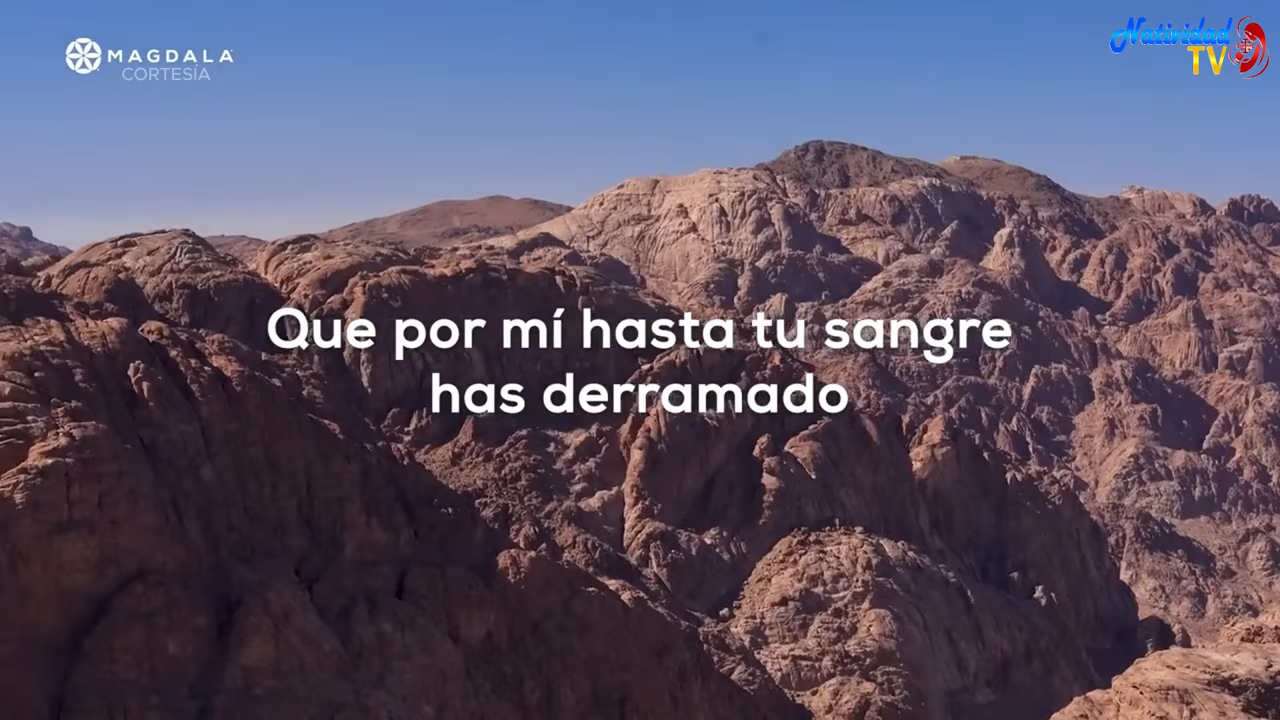 MAGDALA
CORTESÍA
Natividad
TV
Que por mí hasta tu sangre
has derramado